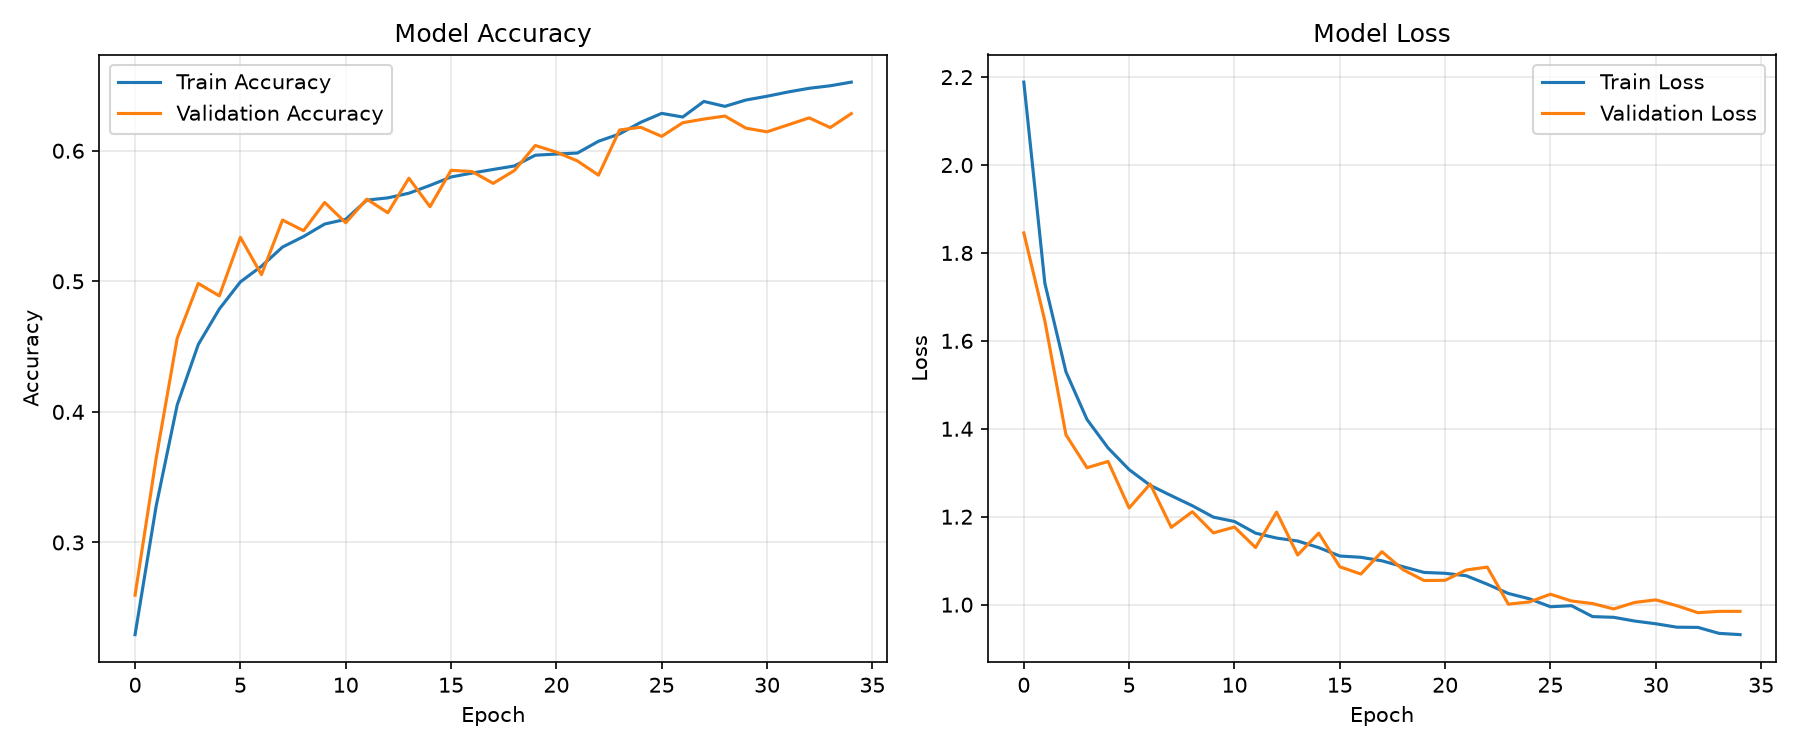 Model Accuracy
Train Accuracy
Validation Accuracy
Accuracy
0.6
0.5
0.4
0.3
0 5 10 15 20 25 30 35
Epoch
Model Loss
Train Loss
Validation Loss
Loss
2.2
2.0
1.8
1.6
1.4
1.2
1.0
0 5 10 15 20 25 30 35
Epoch